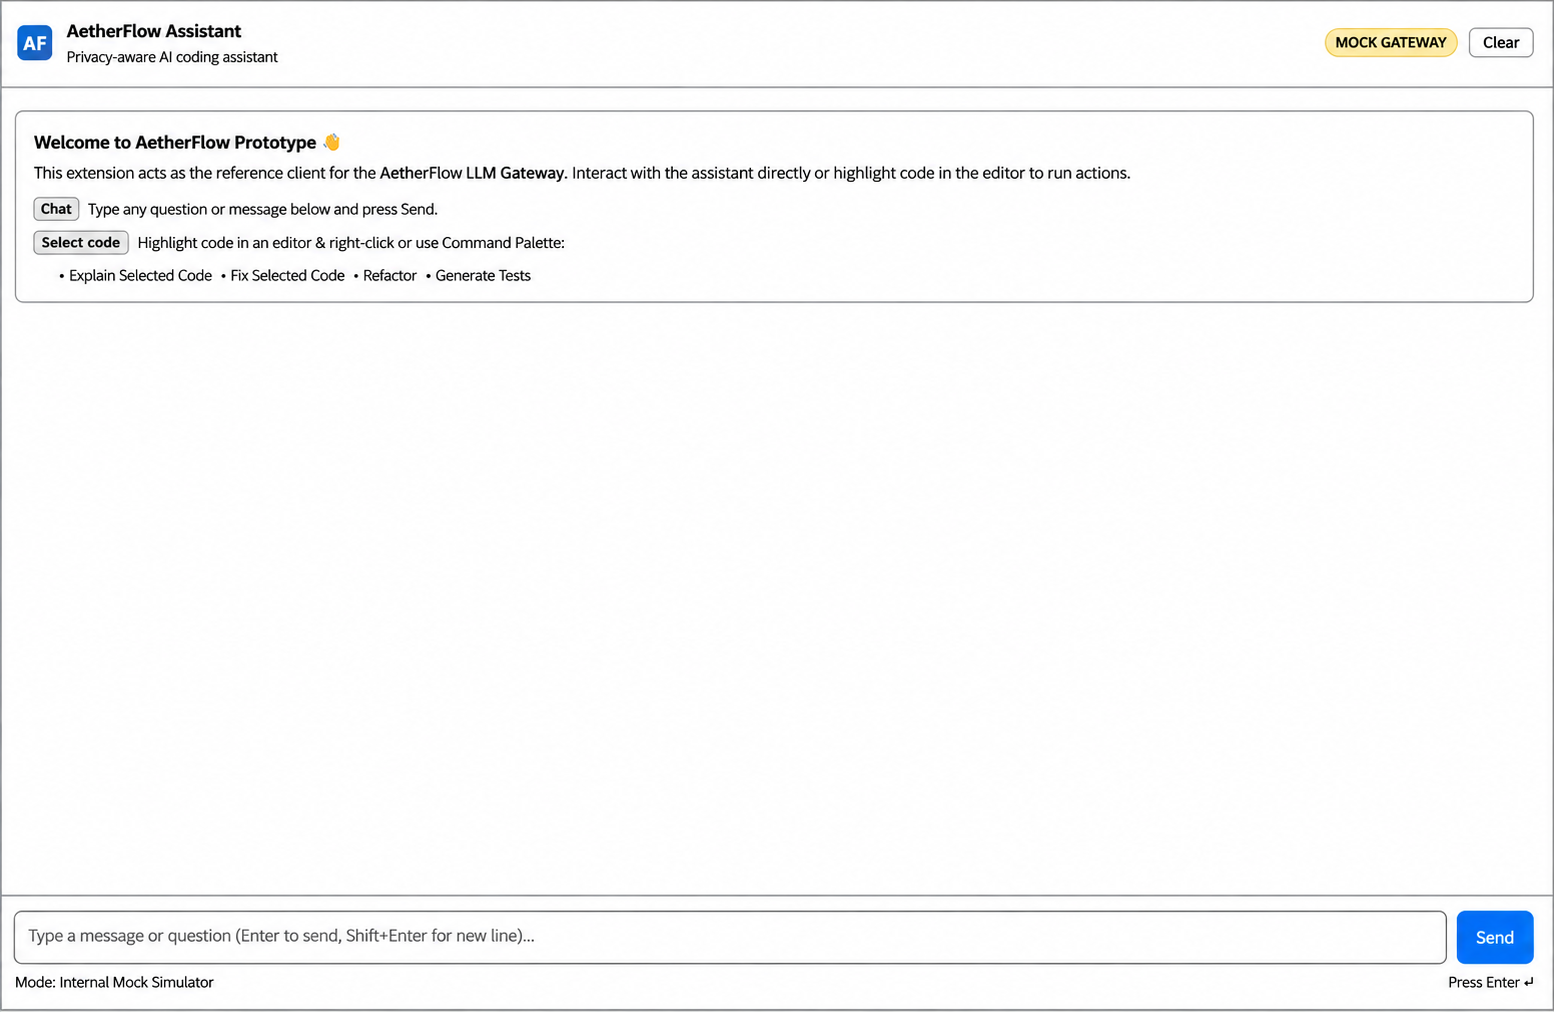 AF
AetherFlow Assistant
Privacy-aware AI coding assistant
MOCK GATEWAY
Clear
Welcome to AetherFlow Prototype 👋
This extension acts as the reference client for the AetherFlow LLM Gateway. Interact with the assistant directly or highlight code in the editor to run actions.
Chat Type any question or message below and press Send.
Select code Highlight code in an editor & right-click or use Command Palette:
• Explain Selected Code • Fix Selected Code • Refactor • Generate Tests
Type a message or question (Enter to send, Shift+Enter for new line)...
Send
Mode: Internal Mock Simulator
Press Enter ↵